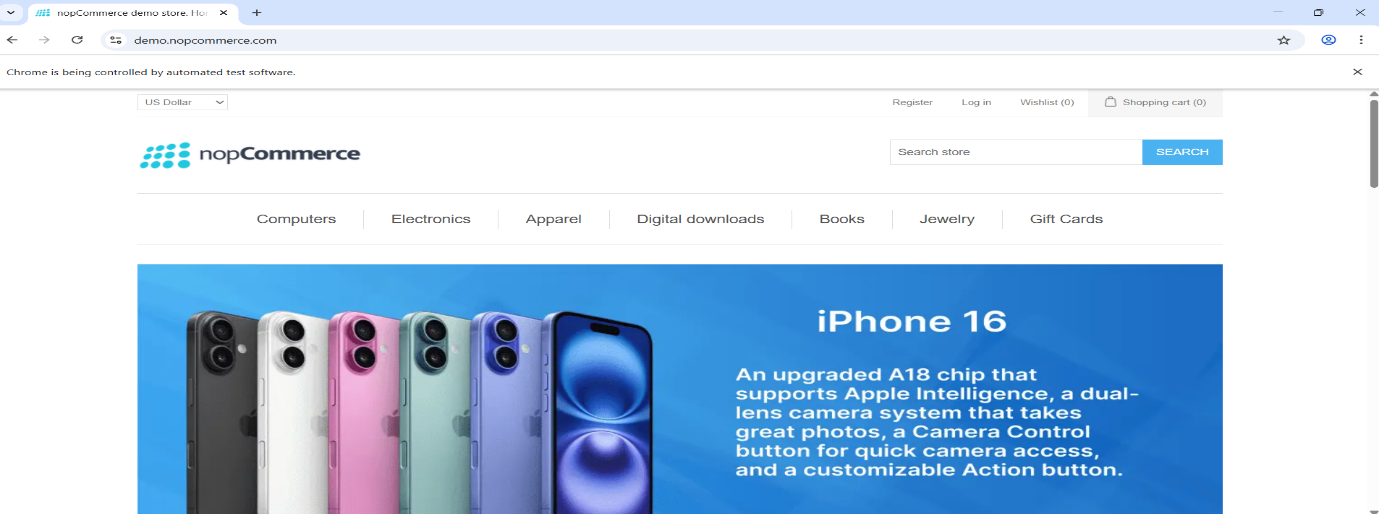 nopCommerce demo store. Ho
demo.nopcommerce.com
Chrome is being controlled by automated test software.
US Dollar
Register
Log in
Wishlist (0)
Shopping cart (0)
nopCommerce
Search store
SEARCH
Computers
Electronics
Apparel
Digital downloads
Books
Jewelry
Gift Cards
iPhone 16
An upgraded A18 chip that
supports Apple Intelligence, a dual-
lens camera system that takes
great photos, a Camera Control
button for quick camera access,
and a customizable Action button.